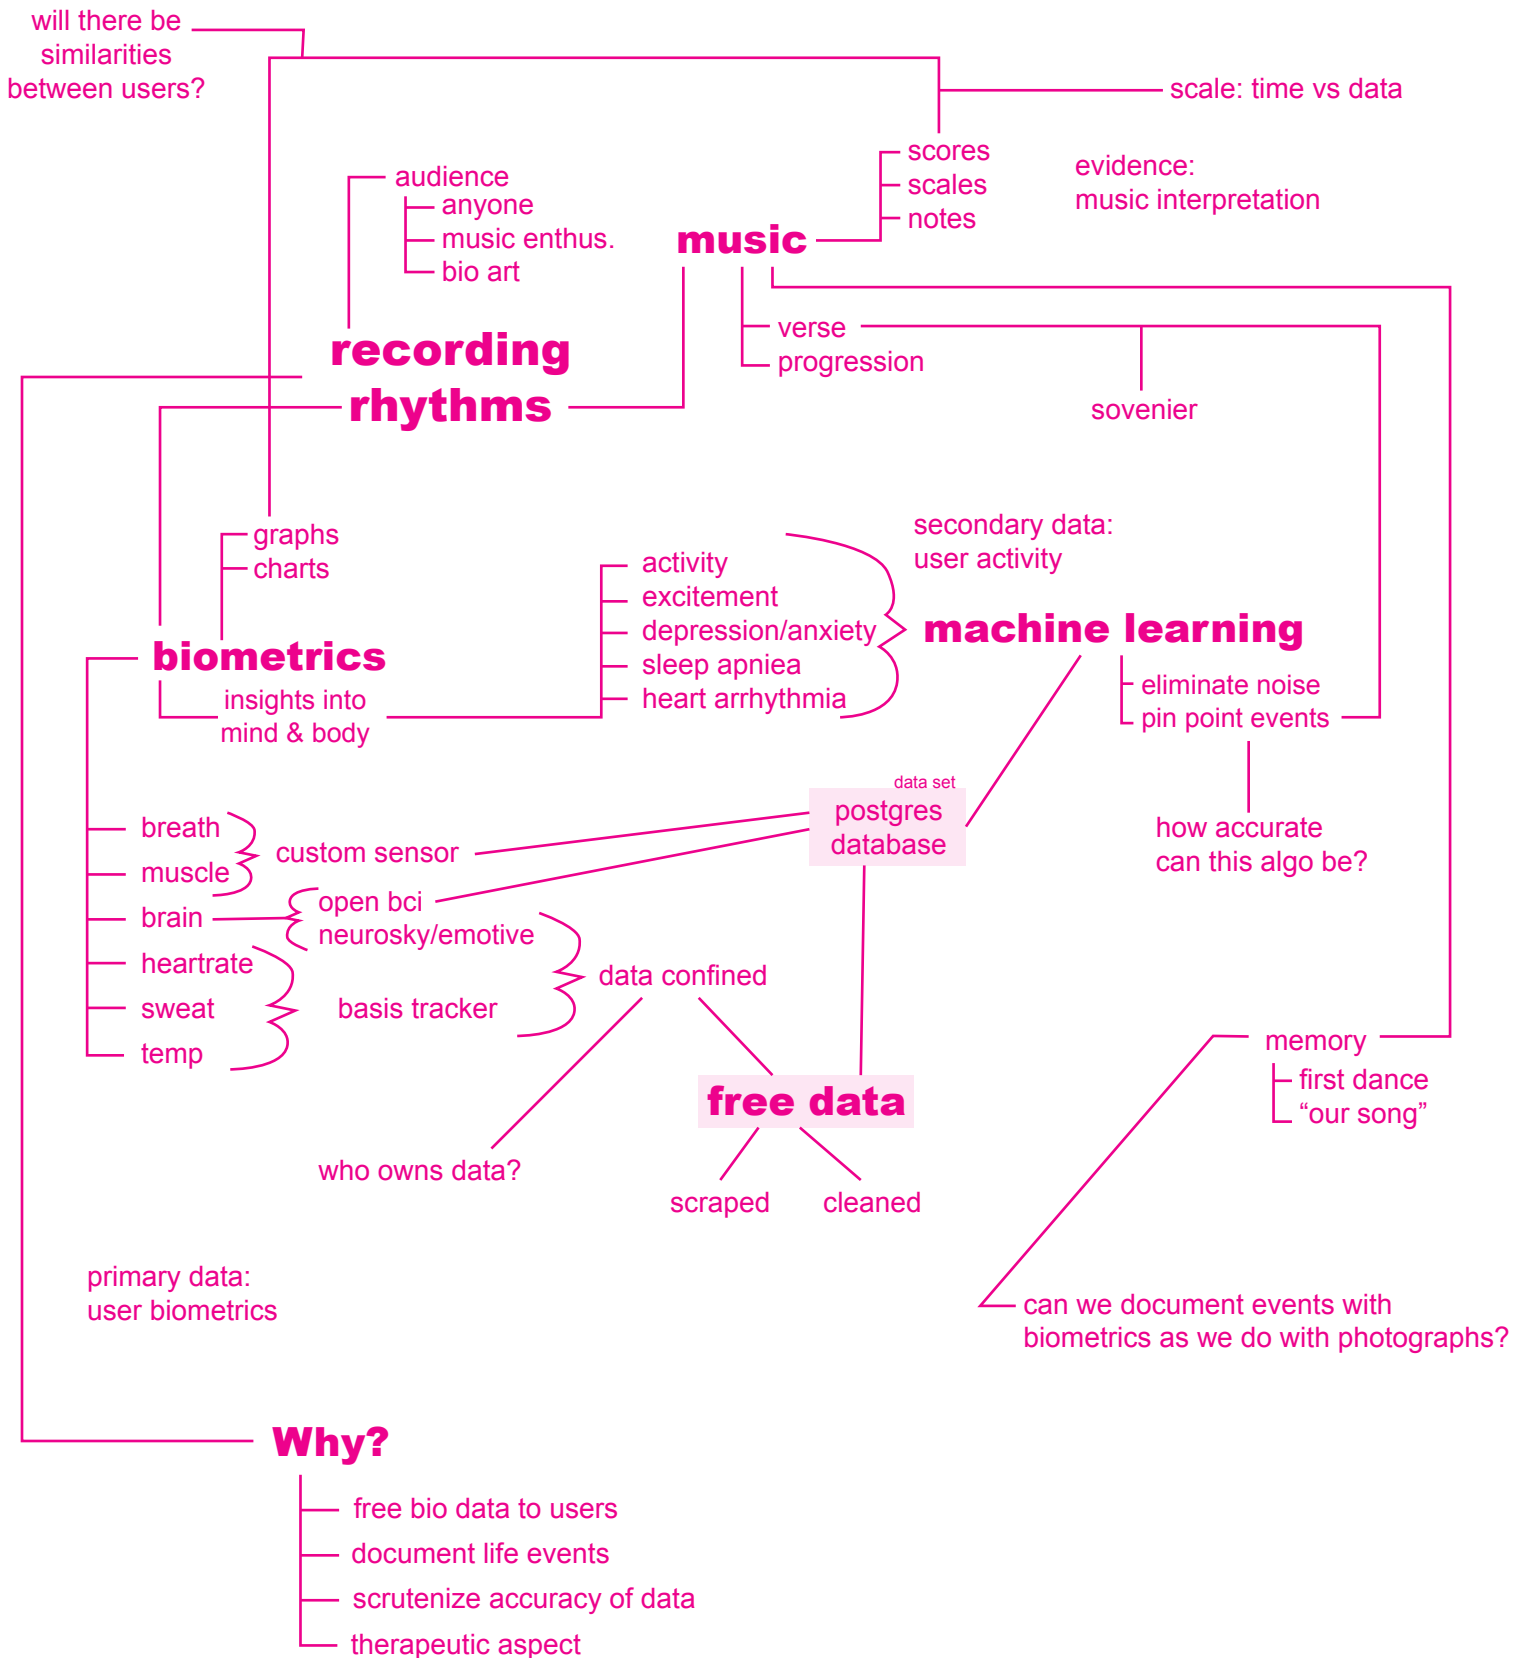 will there be
similarities
between users?
scale: time vs data
scores
scales
notes
evidence:
music interpretation
audience
anyone
music enthus.
bio art
music
verse
progression
recording
rhythms
sovenier
graphs
charts
secondary data:
user activity
activity
excitement
depression/anxiety
sleep apniea
heart arrhythmia
machine learning
biometrics
insights into
mind & body
eliminate noise
pin point events
data set
postgres
database
how accurate
can this algo be?
breath
muscle
custom sensor
brain
open bci
neurosky/emotive
heartrate
sweat
temp
basis tracker
data confined
memory
first dance
“our song”
free data
who owns data?
scraped
cleaned
primary data:
user biometrics
can we document events with
biometrics as we do with photographs?
Why?
free bio data to users
document life events
scrutenize accuracy of data
therapeutic aspect